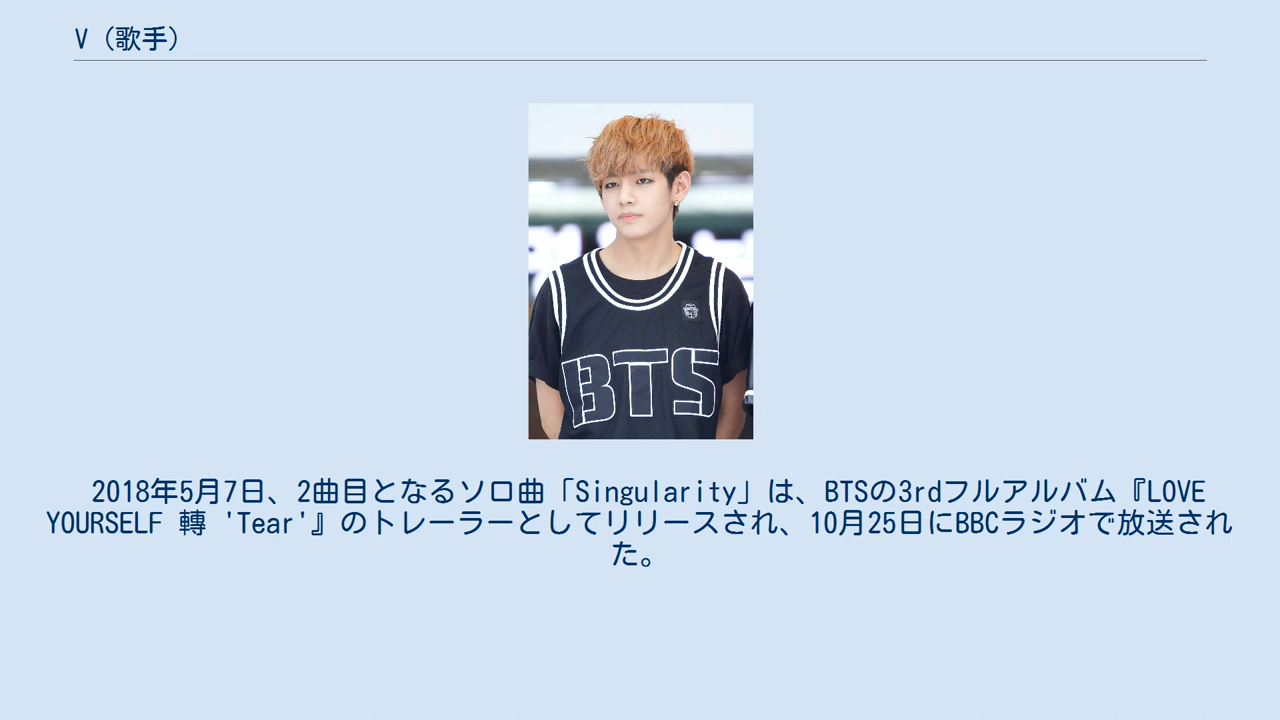 V（歌手）
BTS
2018年5月7日、2曲目となるソロ曲「Singularity」は、BTSの3rdフルアルバム『LOVE
YOURSELF 轉 'Tear'』のトレーラーとしてリリースされ、10月25日にBBCラジオで放送され
た。